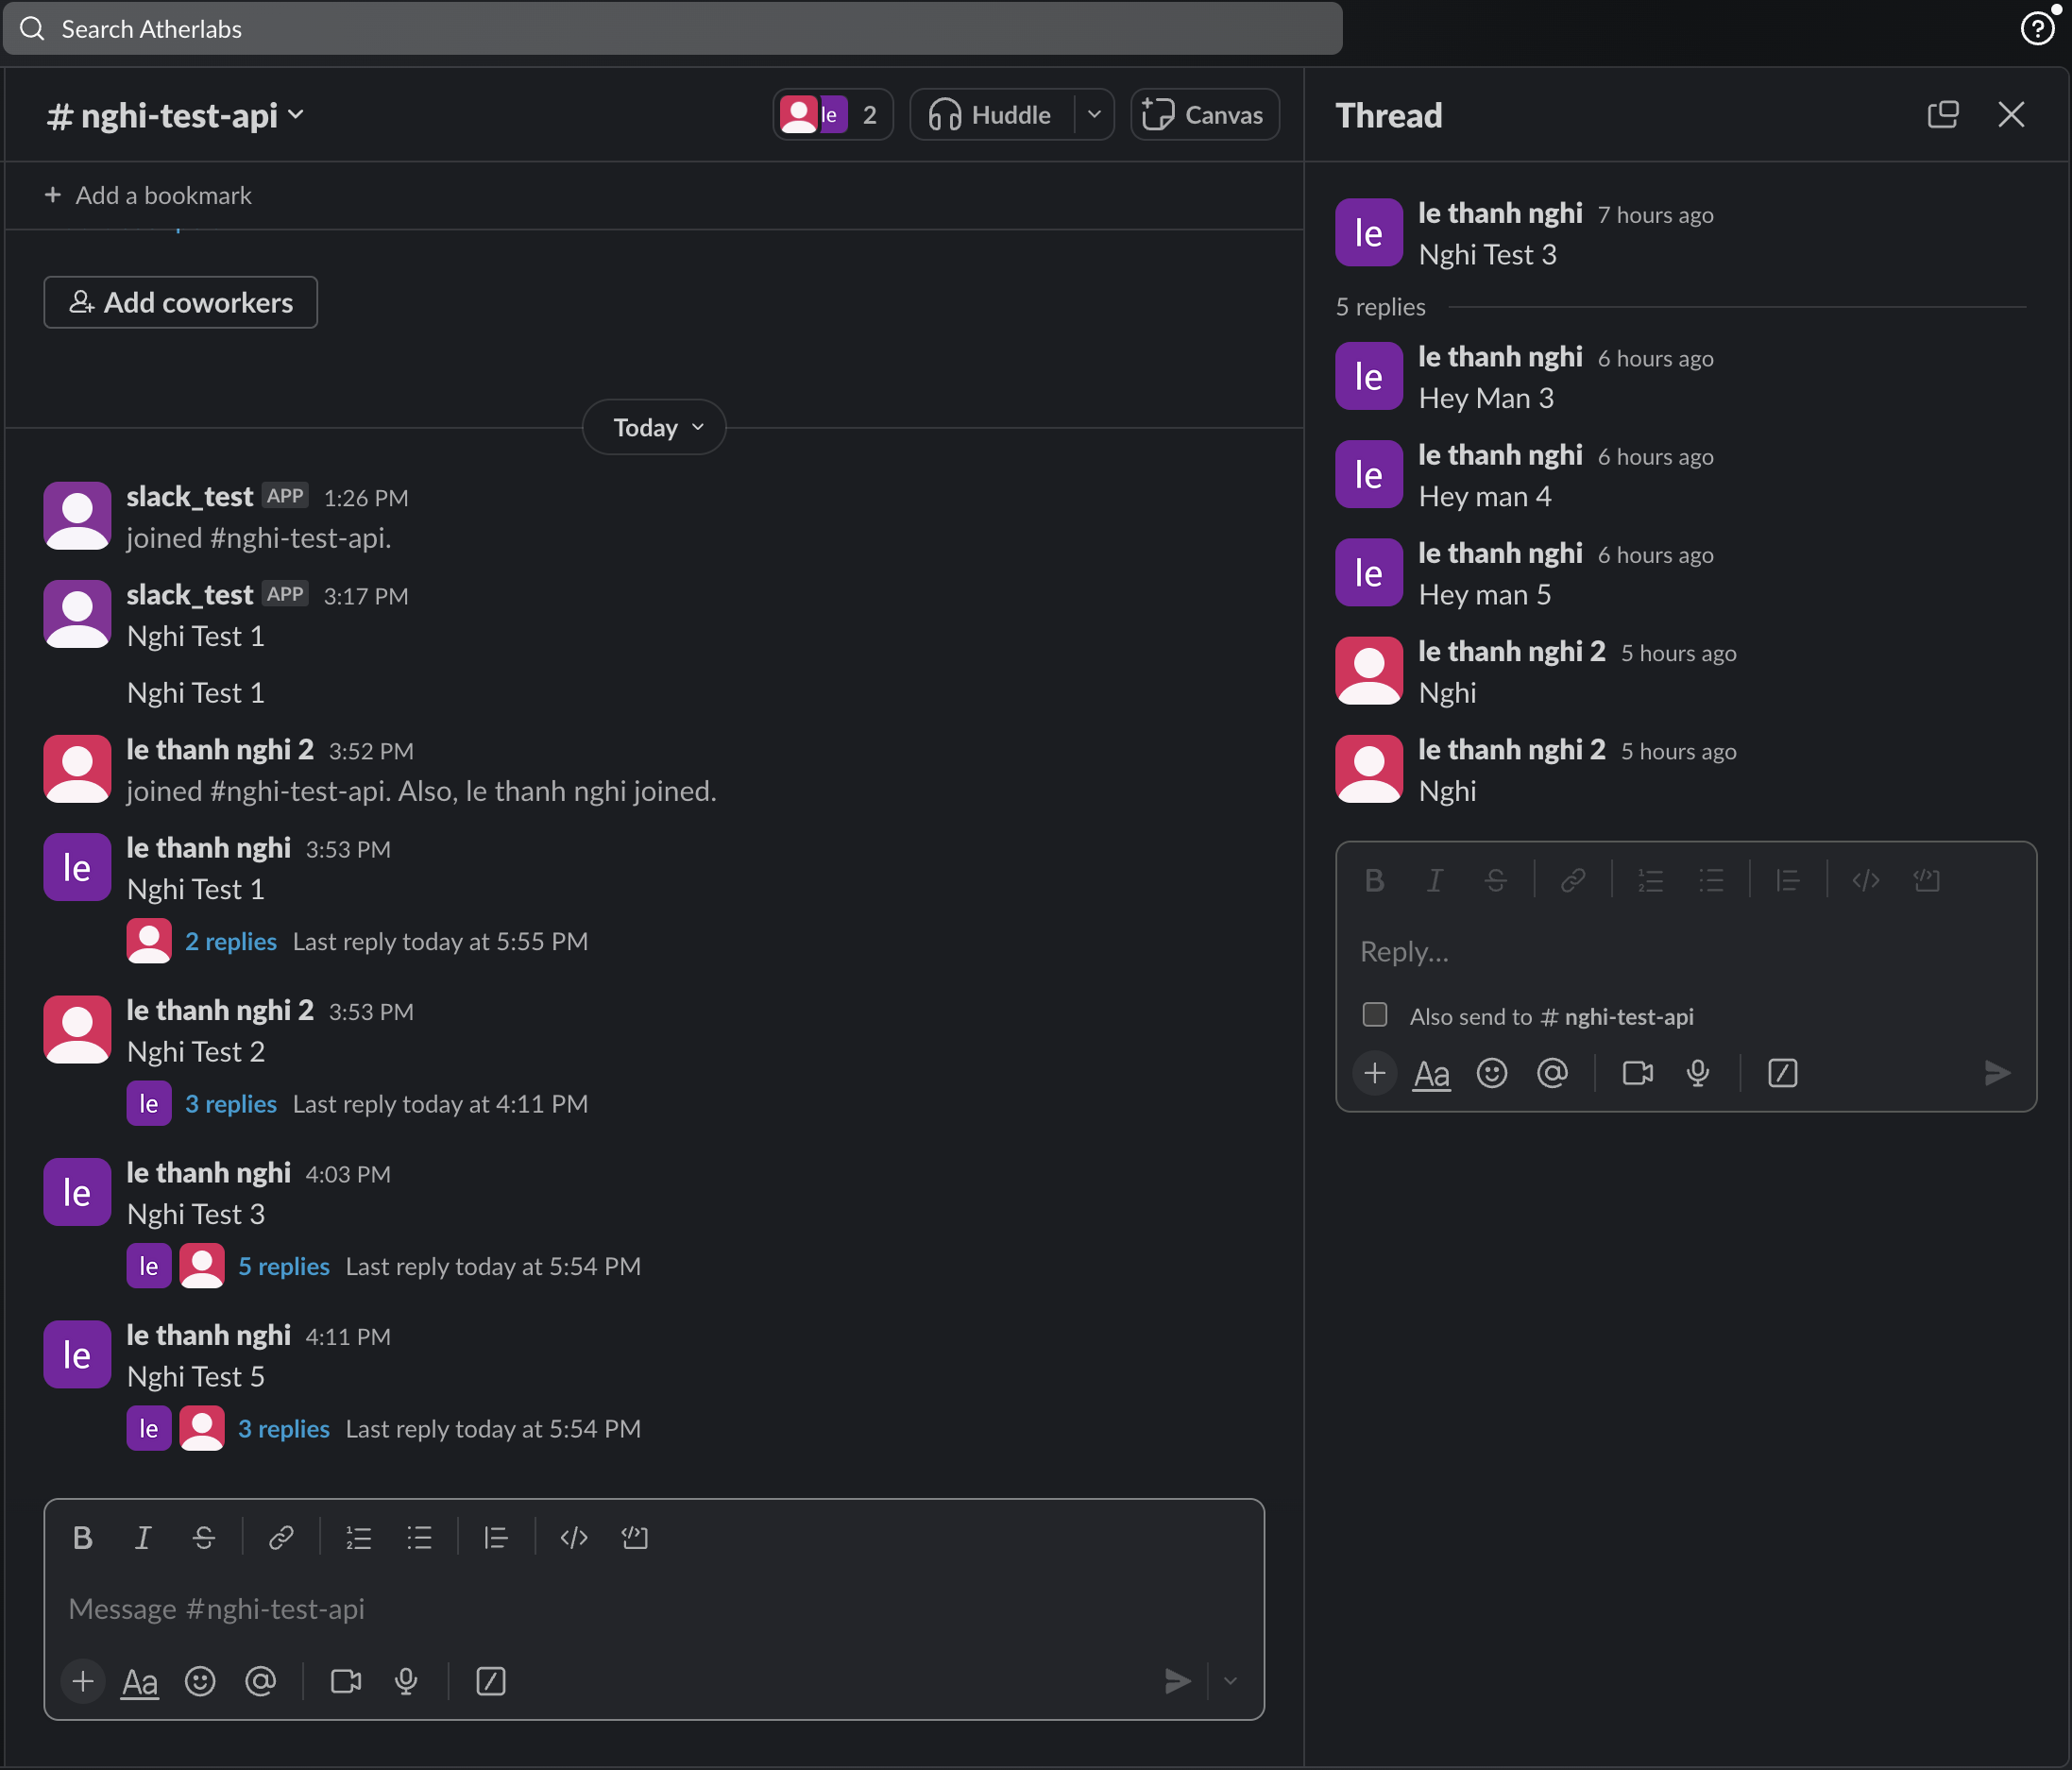 Search Atherlabs
# nghi-test-api
le 2
Huddle
Canvas
+ Add a bookmark
Add coworkers
Today
slack_test APP 1:26 PM
joined #nghi-test-api.
slack_test APP 3:17 PM
Nghi Test 1
Nghi Test 1
le thanh nghi 2 3:52 PM
joined #nghi-test-api. Also, le thanh nghi joined.
le
le thanh nghi 3:53 PM
Nghi Test 1
2 replies Last reply today at 5:55 PM
le thanh nghi 2 3:53 PM
Nghi Test 2
le 3 replies Last reply today at 4:11 PM
le
le thanh nghi 4:03 PM
Nghi Test 3
le 5 replies Last reply today at 5:54 PM
le
le thanh nghi 4:11 PM
Nghi Test 5
le 3 replies Last reply today at 5:54 PM
B I S
Message #nghi-test-api
+ Aa @
Thread
le
le thanh nghi 7 hours ago
Nghi Test 3
5 replies
le
le thanh nghi 6 hours ago
Hey Man 3
le
le thanh nghi 6 hours ago
Hey man 4
le
le thanh nghi 6 hours ago
Hey man 5
le thanh nghi 2 5 hours ago
Nghi
le thanh nghi 2 5 hours ago
Nghi
B I S
Reply...
Also send to # nghi-test-api
+ Aa @